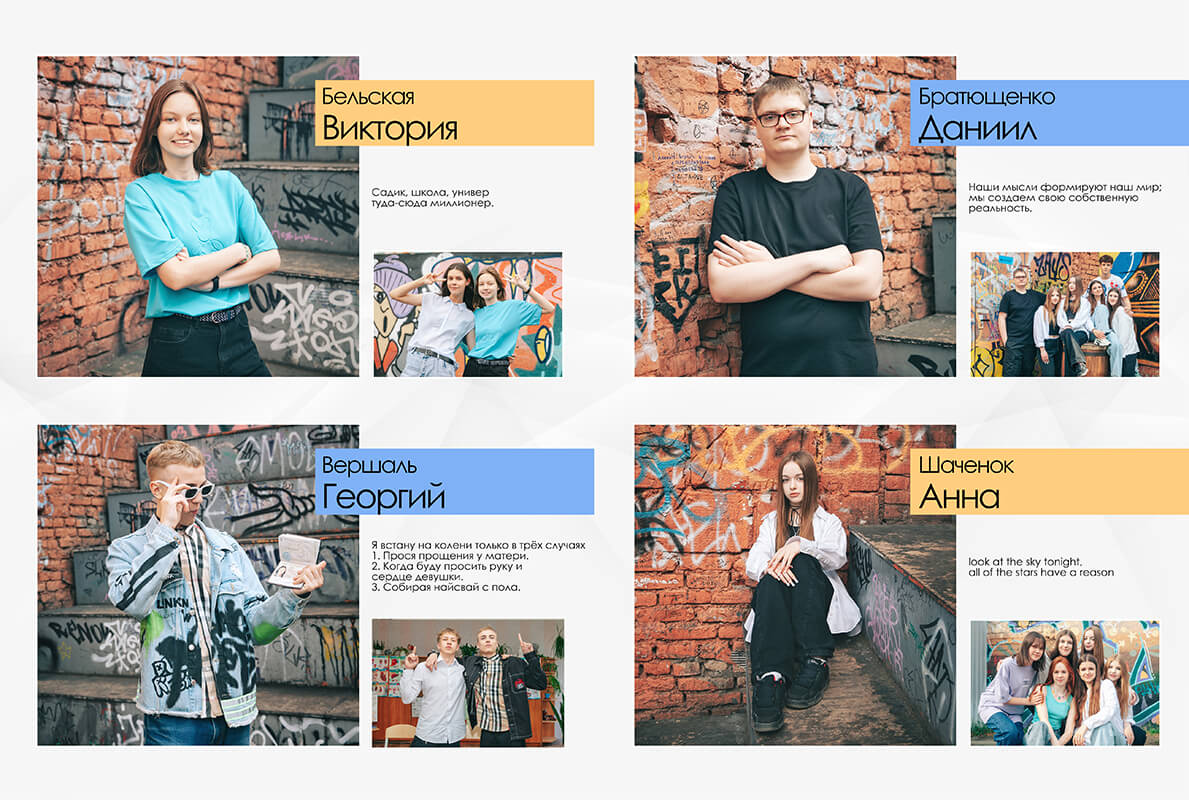 Бельская
Виктория
Садик, школа, универ
туда-сюда миллионер.
Братющенко
Даниил
Наши мысли формируют наш мир;
мы создаем свою собственную
реальность.
Вершаль
Георгий
Я встану на колени только в трёх случаях
1. Прося прощения у матери.
2. Когда буду просить руку и
сердце девушки.
3. Собирая найсвай с пола.
Шаченок
Анна
look at the sky tonight,
all of the stars have a reason